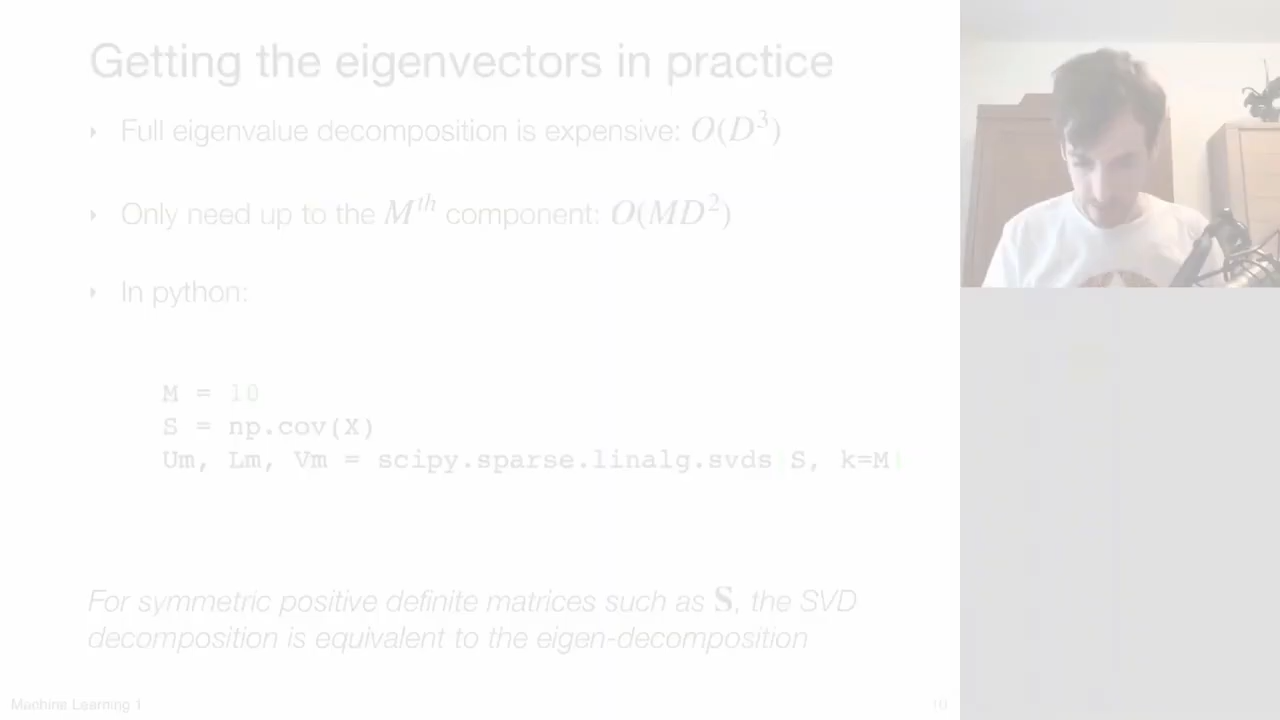 Getting the eigenvectors in practice
Full eigenvalue decomposition is expensive: O(D³)
Only need up to the Mᵗʰ component: O(MD²)
In python:
M = 10
S = np.cov(X)
Um, Lm, Vm = scipy.sparse.linalg.svds(S, k=M)
For symmetric positive definite matrices such as S, the SVD
decomposition is equivalent to the eigen-decomposition
Machine Learning 1
10